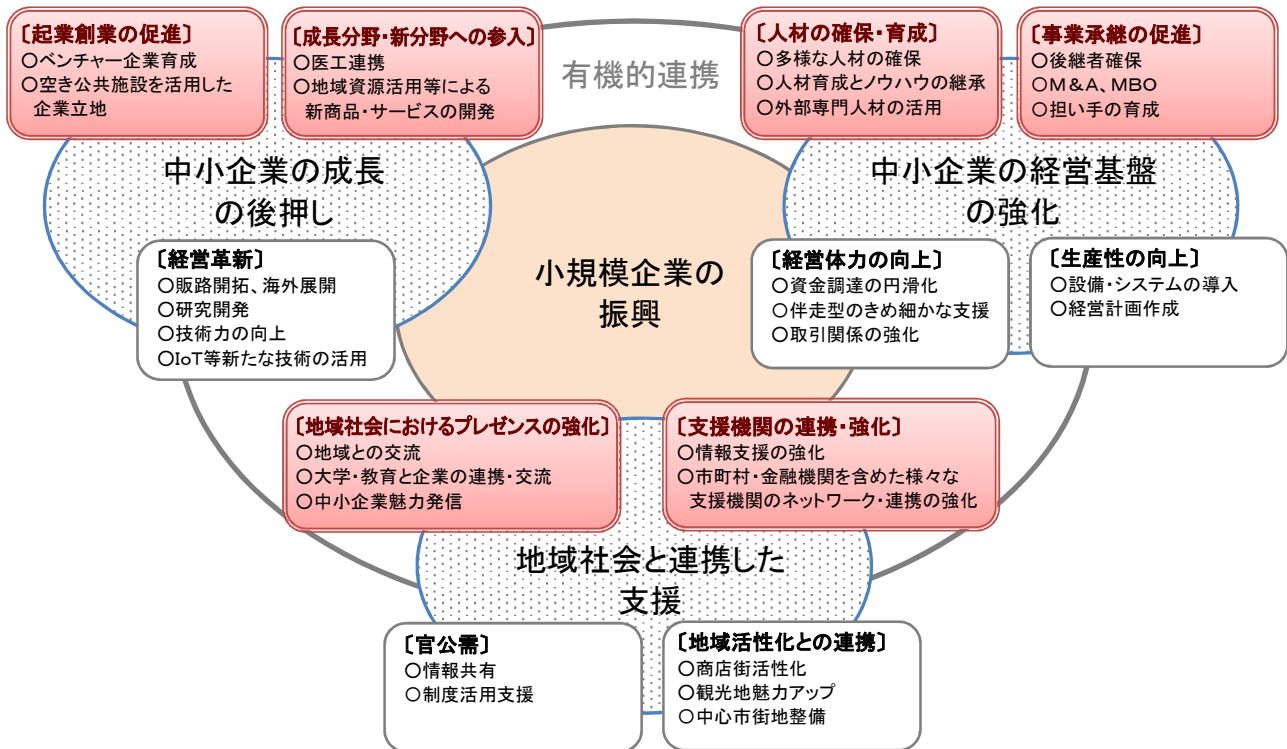 〔起業創業の促進〕
○ベンチャー企業育成
○空き公共施設を活用した
企業立地
〔成長分野・新分野への参入〕
○医工連携
○地域資源活用等による
新商品・サービスの開発
有機的連携
〔人材の確保・育成〕
○多様な人材の確保
○人材育成とノウハウの継承
○外部専門人材の活用
〔事業承継の促進〕
○後継者確保
○M&A、MBO
○担い手の育成
中小企業の成長
の後押し
中小企業の経営基盤
の強化
〔経営革新〕
○販路開拓、海外展開
○研究開発
○技術力の向上
○IoT等新たな技術の活用
小規模企業の
振興
〔経営体力の向上〕
○資金調達の円滑化
○伴走型のきめ細かな支援
○取引関係の強化
〔生産性の向上〕
○設備・システムの導入
○経営計画作成
〔地域社会におけるプレゼンスの強化〕
○地域との交流
○大学・教育と企業の連携・交流
○中小企業魅力発信
〔支援機関の連携・強化〕
○情報支援の強化
○市町村・金融機関を含めた様々な
支援機関のネットワーク・連携の強化
地域社会と連携した
支援
〔官公需〕
○情報共有
○制度活用支援
〔地域活性化との連携〕
○商店街活性化
○観光地魅力アップ
○中心市街地整備